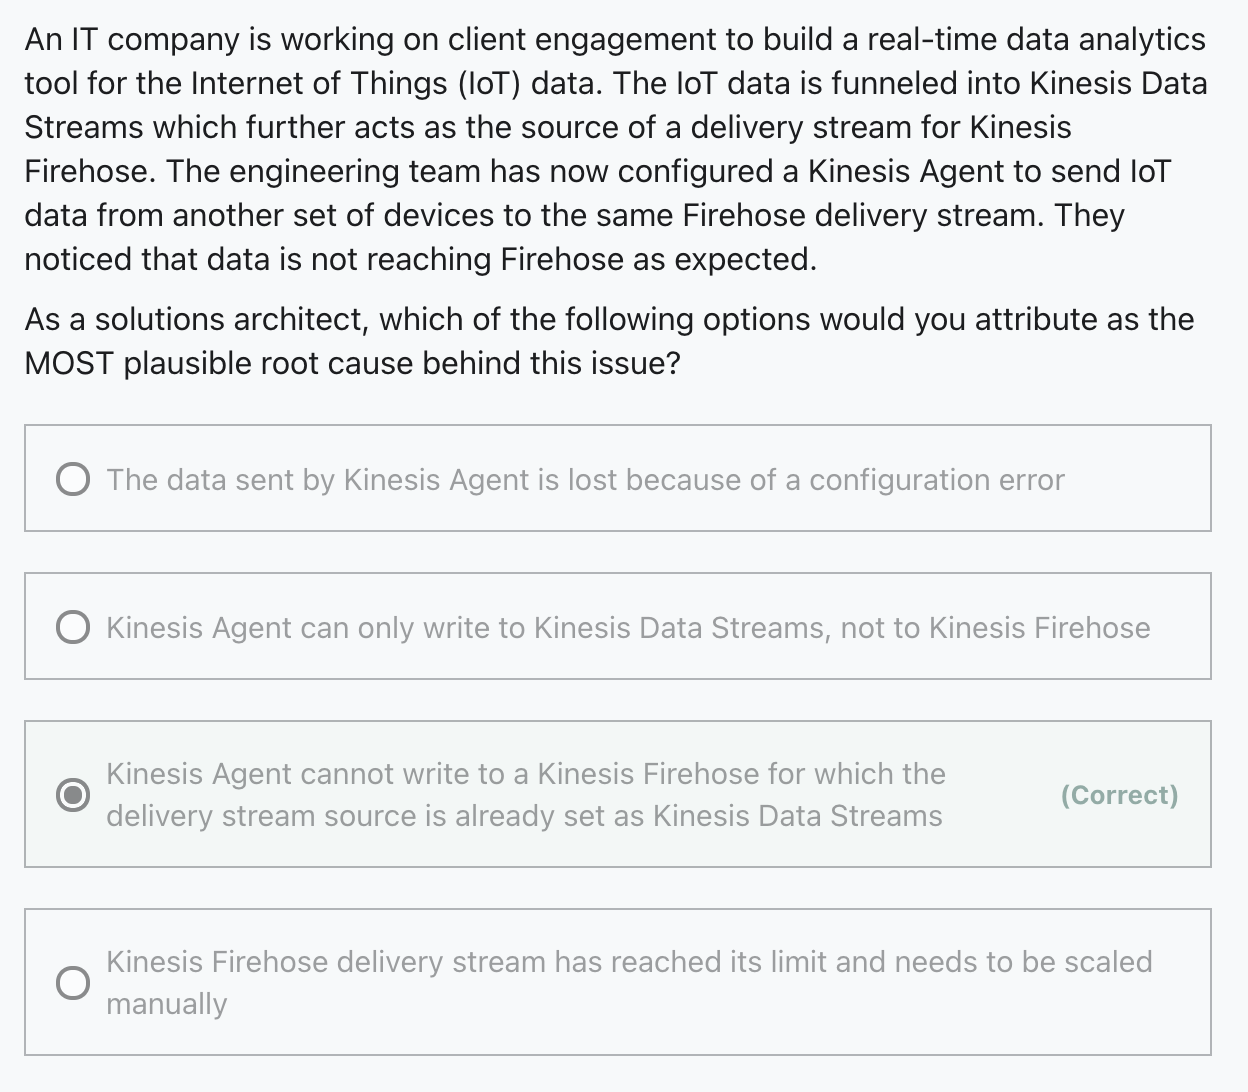 An IT company is working on client engagement to build a real-time data analytics
tool for the Internet of Things (IoT) data. The IoT data is funneled into Kinesis Data
Streams which further acts as the source of a delivery stream for Kinesis
Firehose. The engineering team has now configured a Kinesis Agent to send IoT
data from another set of devices to the same Firehose delivery stream. They
noticed that data is not reaching Firehose as expected.
As a solutions architect, which of the following options would you attribute as the
MOST plausible root cause behind this issue?
The data sent by Kinesis Agent is lost because of a configuration error
Kinesis Agent can only write to Kinesis Data Streams, not to Kinesis Firehose
Kinesis Agent cannot write to a Kinesis Firehose for which the
delivery stream source is already set as Kinesis Data Streams
(Correct)
Kinesis Firehose delivery stream has reached its limit and needs to be scaled
manually